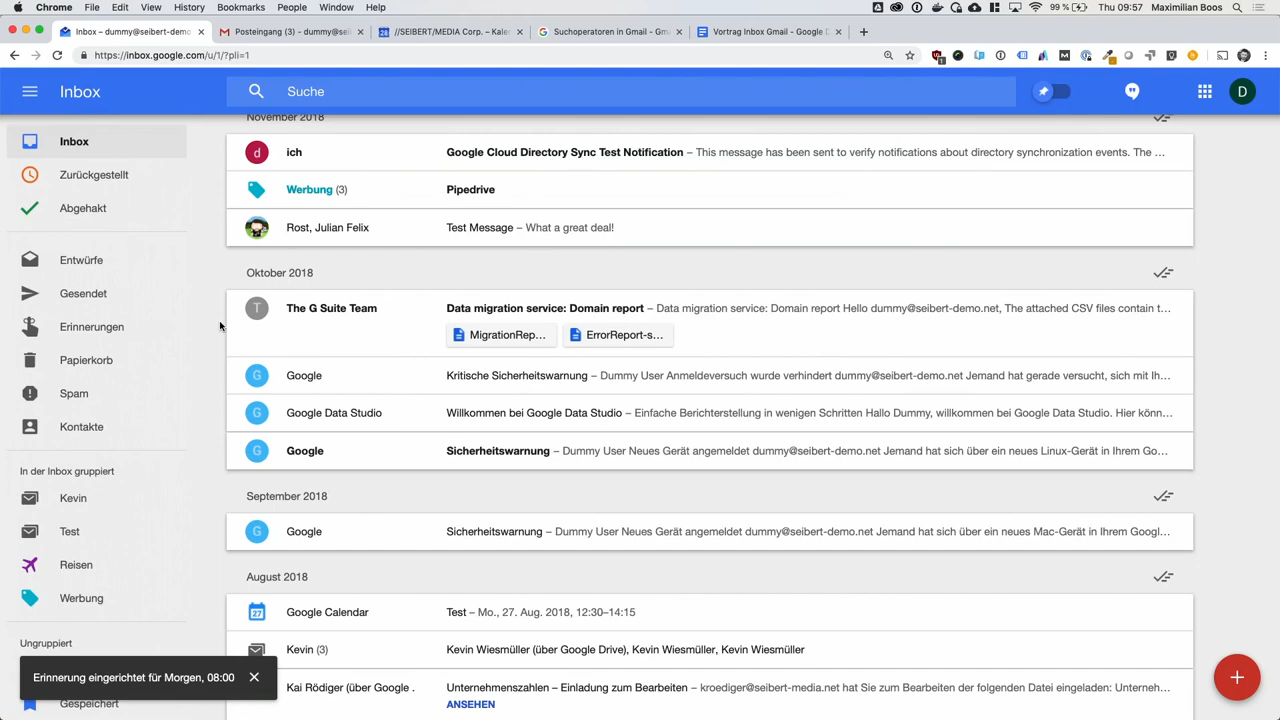 Chrome File Edit View History Bookmarks People Window Help 99 % Thu 09:57 Maximilian Boos
Inbox – dummy@seibert-demo Posteingang (3) – dummy@sei //SEIBERT/MEDIA Corp. – Kale Suchoperatoren in Gmail - Gm Vortrag Inbox Gmail - Google D
https://inbox.google.com/u/1/?pli=1
Inbox Suche D
Inbox
Zurückgestellt
Abgehakt
Entwürfe
Gesendet
Erinnerungen
Papierkorb
Spam
Kontakte
In der Inbox gruppiert
Kevin
Test
Reisen
Werbung
Ungruppiert
Gespeichert
Erinnerung eingerichtet für Morgen, 08:00
November 2018
d ich Google Cloud Directory Sync Test Notification – This message has been sent to verify notifications about directory synchronization events. The …
Werbung (3) Pipedrive
Rost, Julian Felix Test Message – What a great deal!
Oktober 2018
T The G Suite Team Data migration service: Domain report – Data migration service: Domain report Hello dummy@seibert-demo.net, The attached CSV files contain t…
MigrationRep… ErrorReport-s…
G Google Kritische Sicherheitswarnung – Dummy User Anmeldeversuch wurde verhindert dummy@seibert-demo.net Jemand hat gerade versucht, sich mit Ih…
G Google Data Studio Willkommen bei Google Data Studio – Einfache Berichterstellung in wenigen Schritten Hallo Dummy, willkommen bei Google Data Studio. Hier könn…
G Google Sicherheitswarnung – Dummy User Neues Gerät angemeldet dummy@seibert-demo.net Jemand hat sich über ein neues Linux-Gerät in Ihrem Go…
September 2018
G Google Sicherheitswarnung – Dummy User Neues Gerät angemeldet dummy@seibert-demo.net Jemand hat sich über ein neues Mac-Gerät in Ihrem Googl…
August 2018
27 Google Calendar Test – Mo., 27. Aug. 2018, 12:30–14:15
Kevin (3) Kevin Wiesmüller (über Google Drive), Kevin Wiesmüller, Kevin Wiesmüller
Kai Rödiger (über Google . Unternehmenszahlen – Einladung zum Bearbeiten – kroediger@seibert-media.net hat Sie zum Bearbeiten der folgenden Datei eingeladen: Unterneh…
ANSEHEN